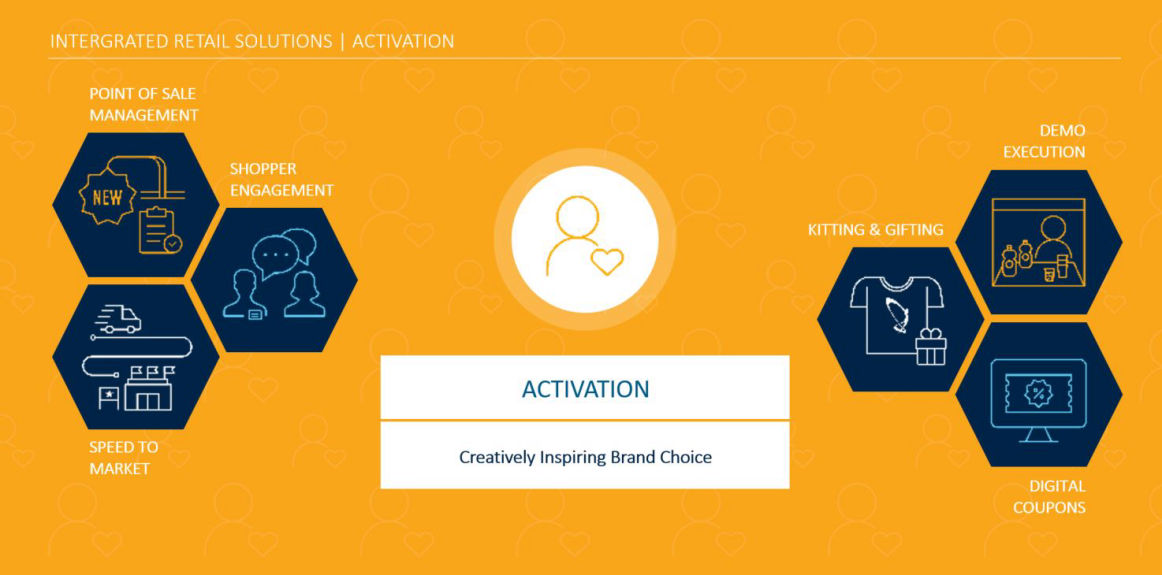 INTERGRATED RETAIL SOLUTIONS | ACTIVATION
POINT OF SALE
MANAGEMENT
NEW
SHOPPER
ENGAGEMENT
SPEED TO
MARKET
ACTIVATION
Creatively Inspiring Brand Choice
DEMO
EXECUTION
KITTING & GIFTING
%
DIGITAL
COUPONS